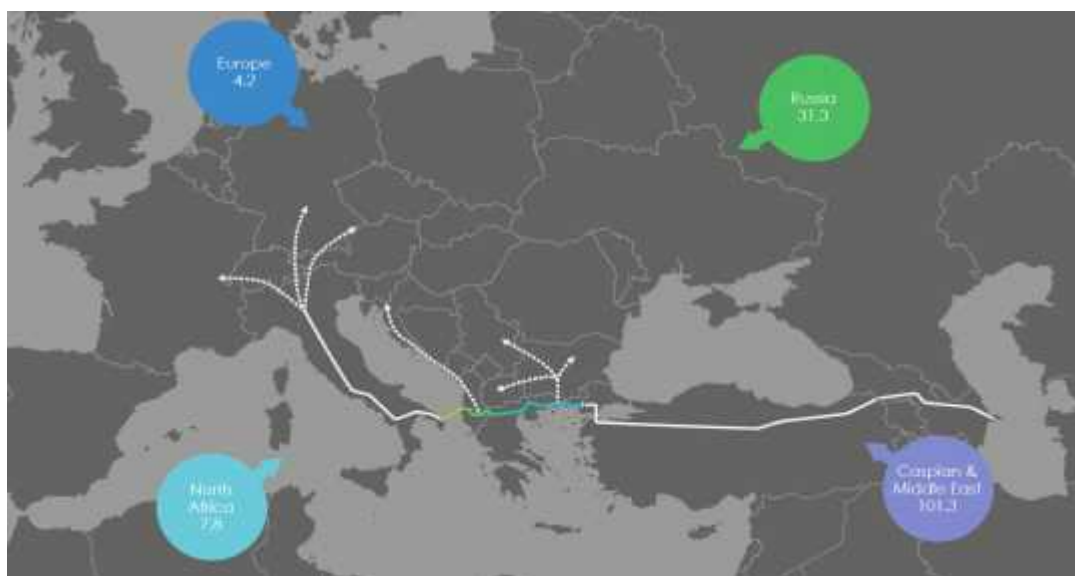 Europe
4.2
Russia
31.3
North
Africa
7.8
Caspian &
Middle East
101.3